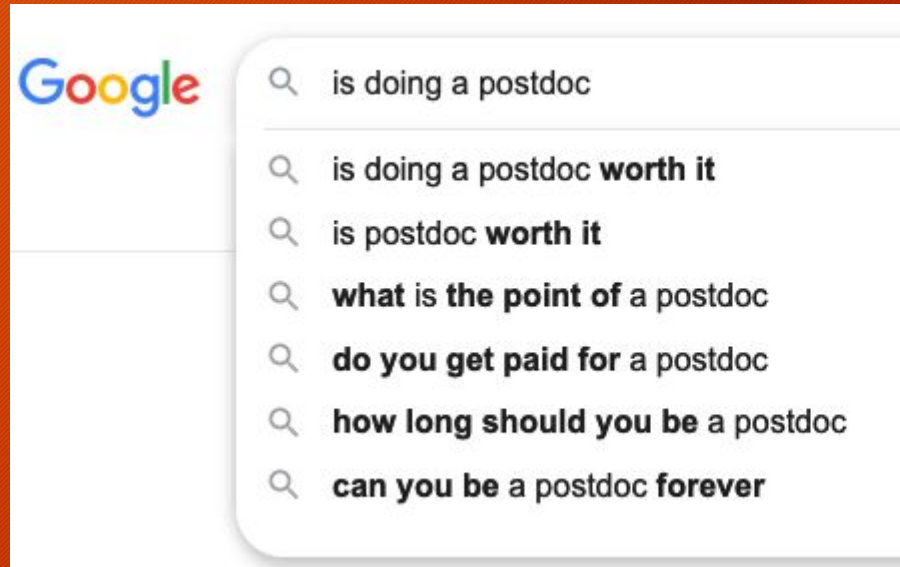 Google
is doing a postdoc
is doing a postdoc worth it
is postdoc worth it
what is the point of a postdoc
do you get paid for a postdoc
how long should you be a postdoc
can you be a postdoc forever